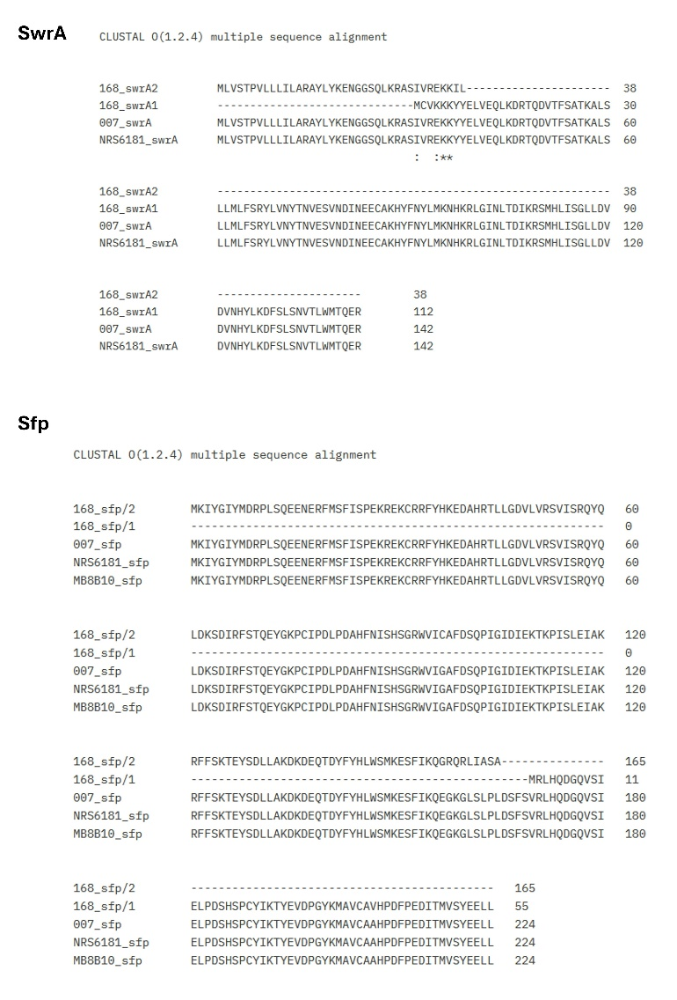 SwrA
CLUSTAL O(1.2.4) multiple sequence alignment
168_swrA2 MLVSTPVLLLILARAYLYKENGGSQLKRASIVREKKIL---------------------- 38
168_swrA1 ------------------------------MCVKKKYYELVEQLKDRTQDVTFSATKALS 30
007_swrA MLVSTPVLLLILARAYLYKENGGSQLKRASIVREKKYYELVEQLKDRTQDVTFSATKALS 60
NRS6181_swrA MLVSTPVLLLILARAYLYKENGGSQLKRASIVREKKYYELVEQLKDRTQDVTFSATKALS 60
: :**
168_swrA2 ------------------------------------------------------------ 38
168_swrA1 LLMLFSRYLVNYTNVESVNDINEECAKHYFNYLMKNHKRLGINLTDIKRSMHLISGLLDV 90
007_swrA LLMLFSRYLVNYTNVESVNDINEECAKHYFNYLMKNHKRLGINLTDIKRSMHLISGLLDV 120
NRS6181_swrA LLMLFSRYLVNYTNVESVNDINEECAKHYFNYLMKNHKRLGINLTDIKRSMHLISGLLDV 120
168_swrA2 ---------------------- 38
168_swrA1 DVNHYLKDFSLSNVTLWMTQER 112
007_swrA DVNHYLKDFSLSNVTLWMTQER 142
NRS6181_swrA DVNHYLKDFSLSNVTLWMTQER 142
Sfp
CLUSTAL O(1.2.4) multiple sequence alignment
168_sfp/2 MKIYGIYMDRPLSQEENERFMSFISPEKREKCRRFYHKEDAHRTLLGDVLVRSVISRQYQ 60
168_sfp/1 ------------------------------------------------------------ 0
007_sfp MKIYGIYMDRPLSQEENERFMSFISPEKREKCRRFYHKEDAHRTLLGDVLVRSVISRQYQ 60
NRS6181_sfp MKIYGIYMDRPLSQEENERFMSFISPEKREKCRRFYHKEDAHRTLLGDVLVRSVISRQYQ 60
MB8B10_sfp MKIYGIYMDRPLSQEENERFMSFISPEKREKCRRFYHKEDAHRTLLGDVLVRSVISRQYQ 60
168_sfp/2 LDKSDIRFSTQEYGKPCIPDLPDAHFNISHSGRWVICAFDSQPIGIDIEKTKPISLEIAK 120
168_sfp/1 ------------------------------------------------------------ 0
007_sfp LDKSDIRFSTQEYGKPCIPDLPDAHFNISHSGRWVIGAFDSQPIGIDIEKTKPISLEIAK 120
NRS6181_sfp LDKSDIRFSTQEYGKPCIPDLPDAHFNISHSGRWVIGAFDSQPIGIDIEKTKPISLEIAK 120
MB8B10_sfp LDKSDIRFSTQEYGKPCIPDLPDAHFNISHSGRWVIGAFDSQPIGIDIEKTKPISLEIAK 120
168_sfp/2 RFFSKTEYSDLLAKDKDEQTDYFYHLWSMKESFIKQGRQRLIASA--------------- 165
168_sfp/1 -------------------------------------------------MRLHQDGQVSI 11
007_sfp RFFSKTEYSDLLAKDKDEQTDYFYHLWSMKESFIKQEGKGLSLPLDSFSVRLHQDGQVSI 180
NRS6181_sfp RFFSKTEYSDLLAKDKDEQTDYFYHLWSMKESFIKQEGKGLSLPLDSFSVRLHQDGQVSI 180
MB8B10_sfp RFFSKTEYSDLLAKDKDEQTDYFYHLWSMKESFIKQEGKGLSLPLDSFSVRLHQDGQVSI 180
168_sfp/2 -------------------------------------------- 165
168_sfp/1 ELPDSHSPCYIKTYEVDPGYKMAVCAVHPDFPEDITMVSYEELL 55
007_sfp ELPDSHSPCYIKTYEVDPGYKMAVCAAHPDFPEDITMVSYEELL 224
NRS6181_sfp ELPDSHSPCYIKTYEVDPGYKMAVCAAHPDFPEDITMVSYEELL 224
MB8B10_sfp ELPDSHSPCYIKTYEVDPGYKMAVCAAHPDFPEDITMVSYEELL 224